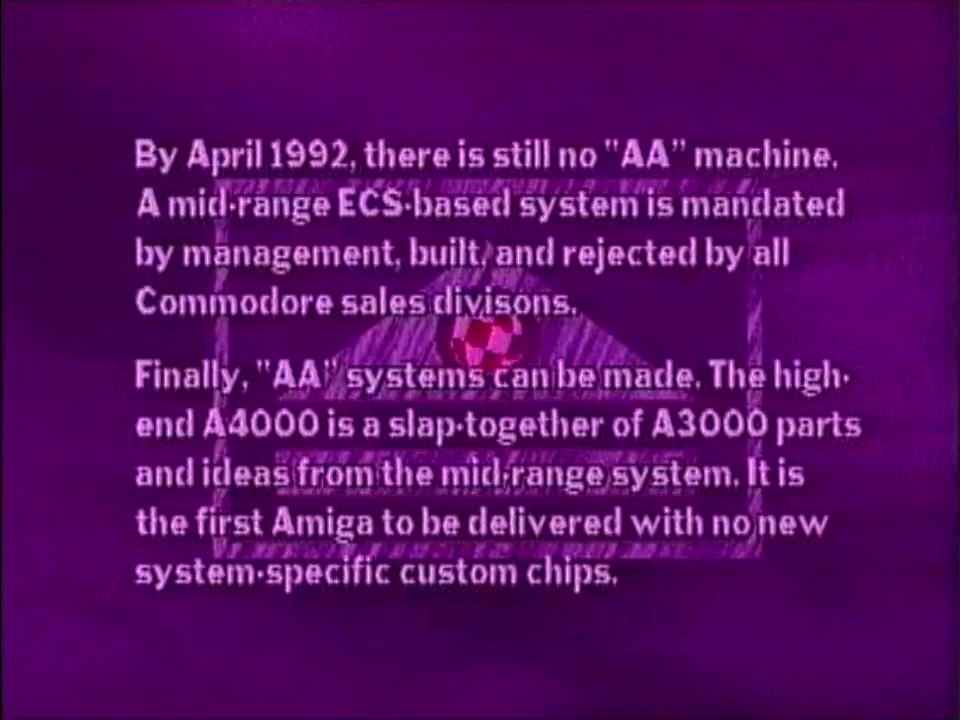 By April 1992, there is still no "AA" machine.
A mid-range ECS-based system is mandated
by management, built, and rejected by all
Commodore sales divisons.
Finally, "AA" systems can be made. The high-
end A4000 is a slap-together of A3000 parts
and ideas from the mid-range system. It is
the first Amiga to be delivered with no new
system-specific custom chips.